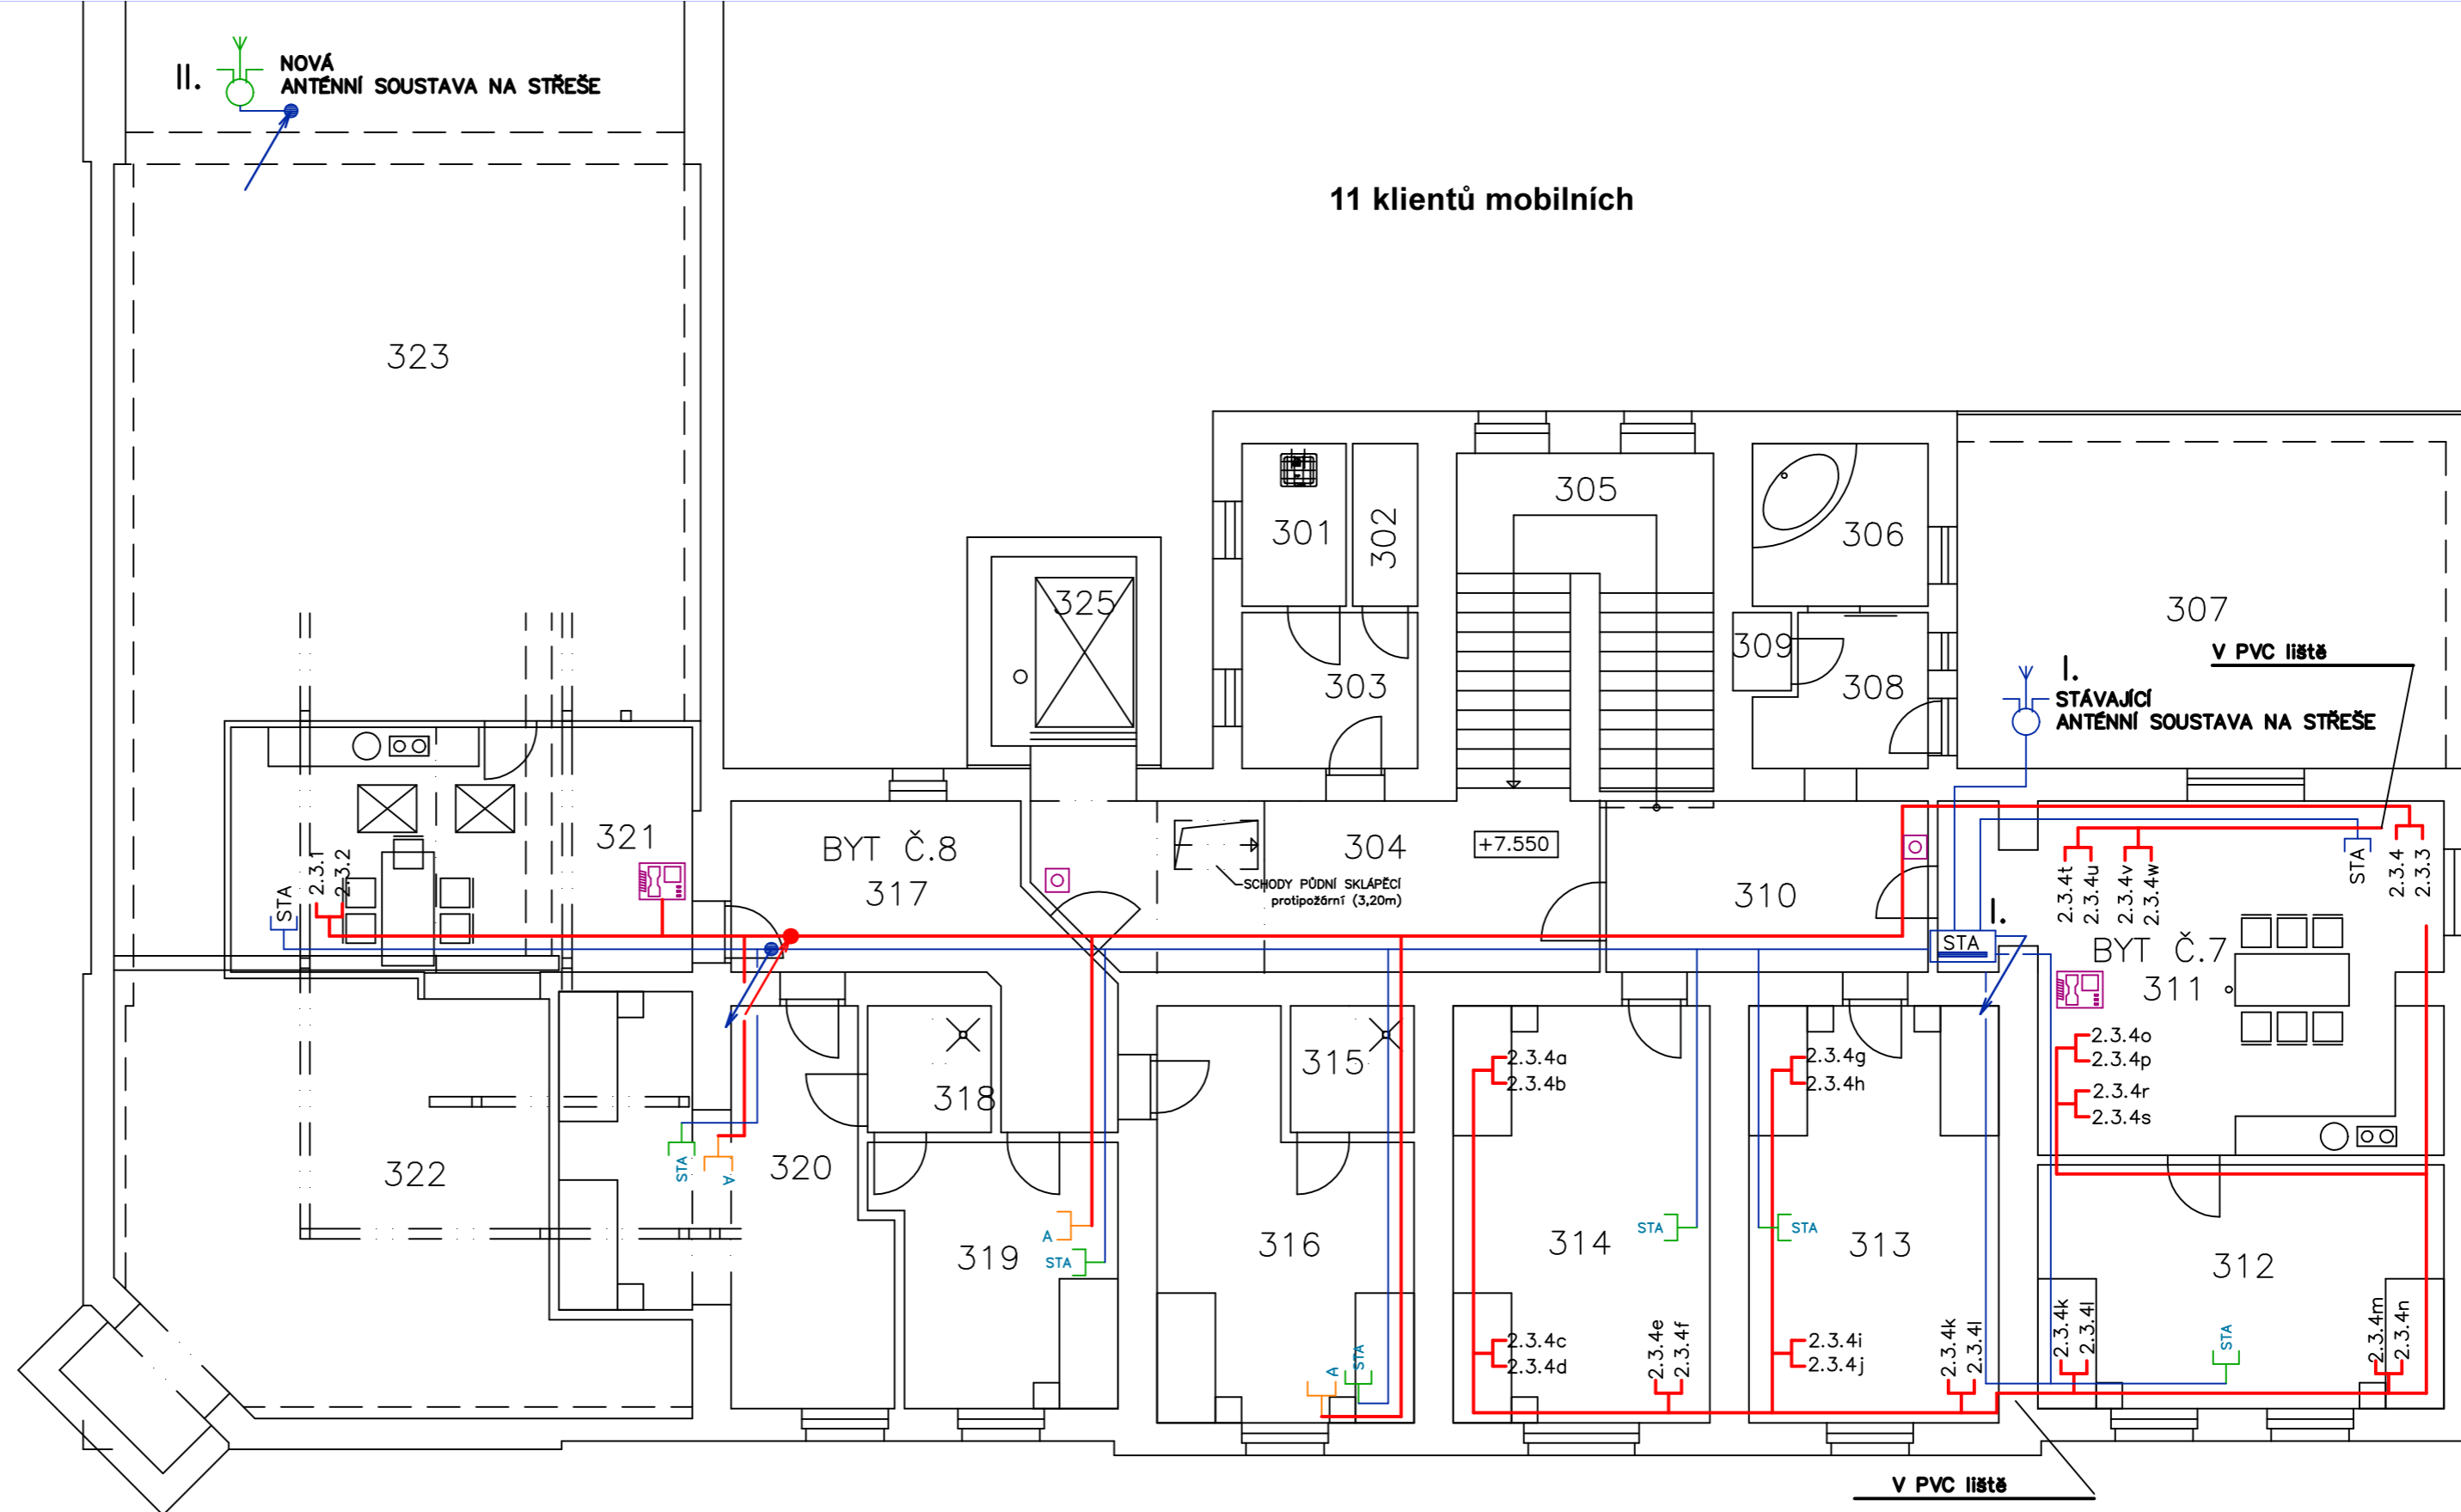 II.
NOVÁ
ANTÉNNÍ SOUSTAVA NA STŘEŠE
11 klientů mobilních
323
305
301
302
306
325
307
309
303
308
V PVC liště
I.
STÁVAJÍCÍ
ANTÉNNÍ SOUSTAVA NA STŘEŠE
321
BYT Č.8
317
304
+7.550
SCHODY PŮDNÍ SKLÁPĚCÍ
protipožární (3,20m)
310
STA
2.3.1
2.3.2
2.3.4t
2.3.4u
2.3.4v
2.3.4w
STA
2.3.4
2.3.3
I.
STA
BYT Č.7
311
2.3.4o
2.3.4p
2.3.4r
2.3.4s
318
315
2.3.4a
2.3.4b
2.3.4g
2.3.4h
322
STA
A
320
A
STA
319
316
314
STA
STA
313
312
A
STA
2.3.4c
2.3.4d
2.3.4e
2.3.4f
2.3.4i
2.3.4j
2.3.4k
2.3.4l
2.3.4k
2.3.4l
STA
2.3.4m
2.3.4n
V PVC liště